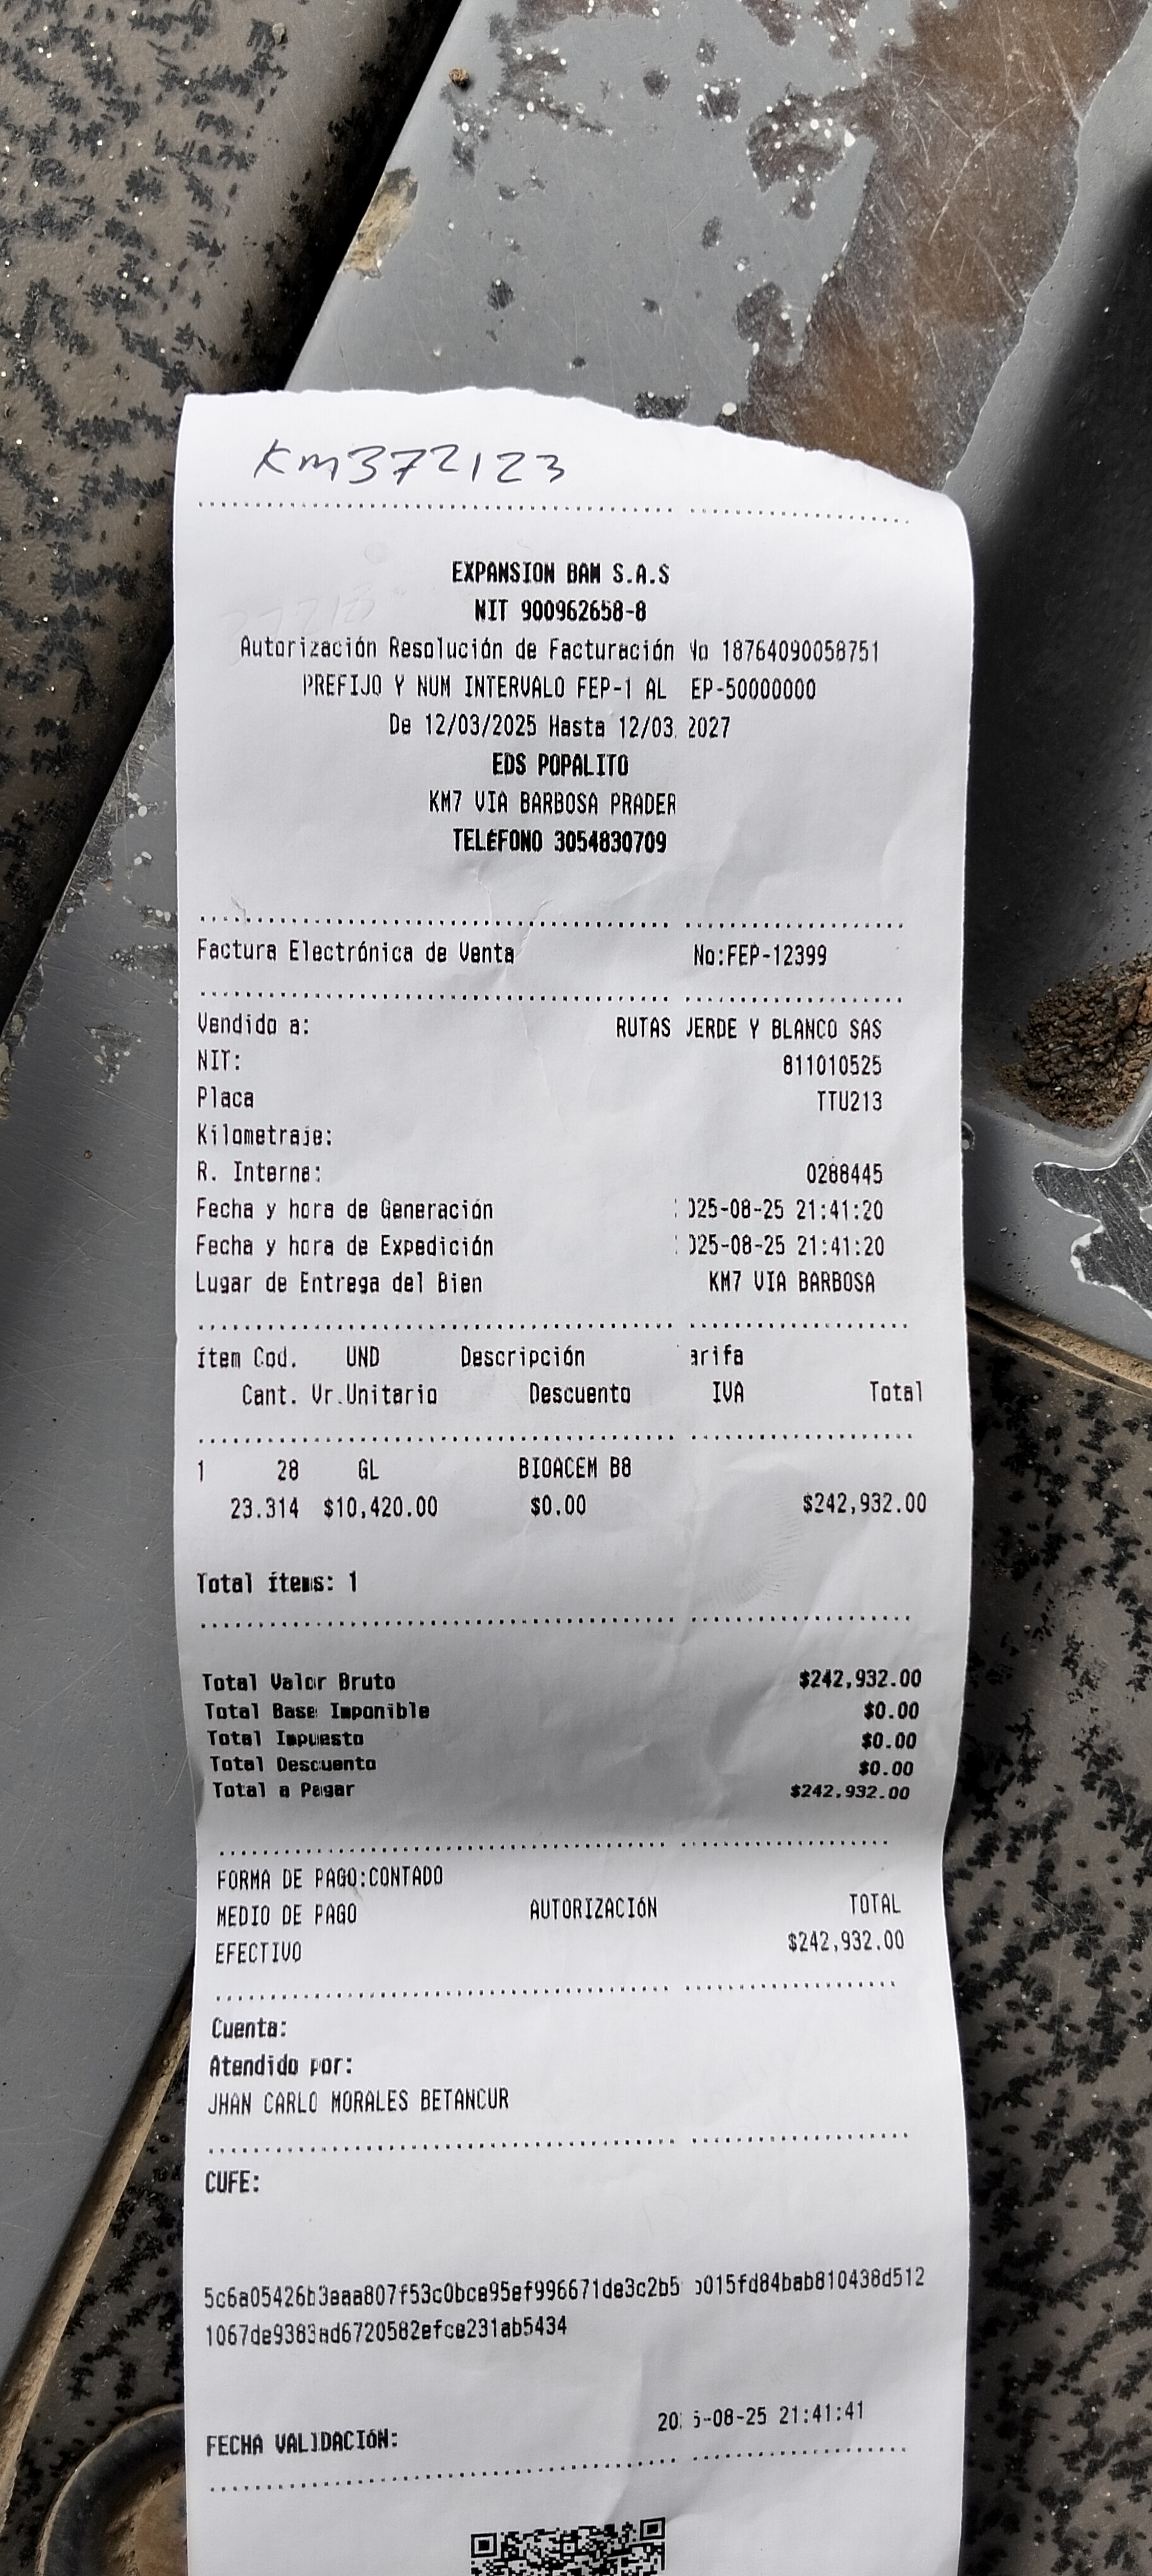 Km372123
EXPANSION BAM S.A.S
NIT 900962658-8
Autorización Resolución de Facturación No 18764090058751
PREFIJO Y NUM INTERVALO FEP-1 AL EP-50000000
De 12/03/2025 Hasta 12/03 2027
EDS POPALITO
KM7 VIA BARBOSA PRADER
TELÉFONO 3054830709
Factura Electrónica de Venta No:FEP-12399
Vendido a: RUTAS VERDE Y BLANCO SAS
NIT: 811010525
Placa TTU213
Kilometraje:
R. Interna: 0288445
Fecha y hora de Generación 2025-08-25 21:41:20
Fecha y hora de Expedición 2025-08-25 21:41:20
Lugar de Entrega del Bien KM7 VIA BARBOSA
ítem Cod. UND Descripción arifa
Cant. Vr.Unitario Descuento IVA Total
1 28 GL BIOACEM B8
23.314 $10,420.00 $0.00 $242,932.00
Total ítems: 1
Total Valor Bruto $242,932.00
Total Base Imponible $0.00
Total Impuesto $0.00
Total Descuento $0.00
Total a Pagar $242,932.00
FORMA DE PAGO:CONTADO
MEDIO DE PAGO AUTORIZACIÓN TOTAL
EFECTIVO $242,932.00
Cuenta:
Atendido por:
JHAN CARLO MORALES BETANCUR
CUFE:
5c6a05426b3eaa807f53c0bce95ef996671de3c2b5 015fd84bab810438d512
1067de9383ad6720582efce231ab5434
FECHA VALIDACIÓN: 2025-08-25 21:41:41